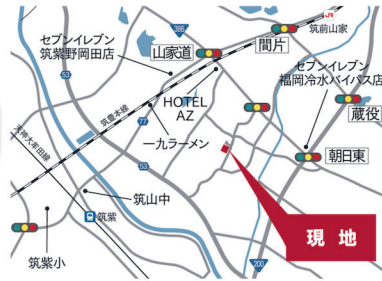 386
JR
筑前山家
セブンイレブン
筑紫野岡田店
山家道
間片
セブンイレブン
福岡冷水バイパス店
53
HOTEL
AZ
蔵役
筑豊本線
77
天神大牟田線
一九ラーメン
朝日東
53
筑山中
筑紫
現地
筑紫小
200